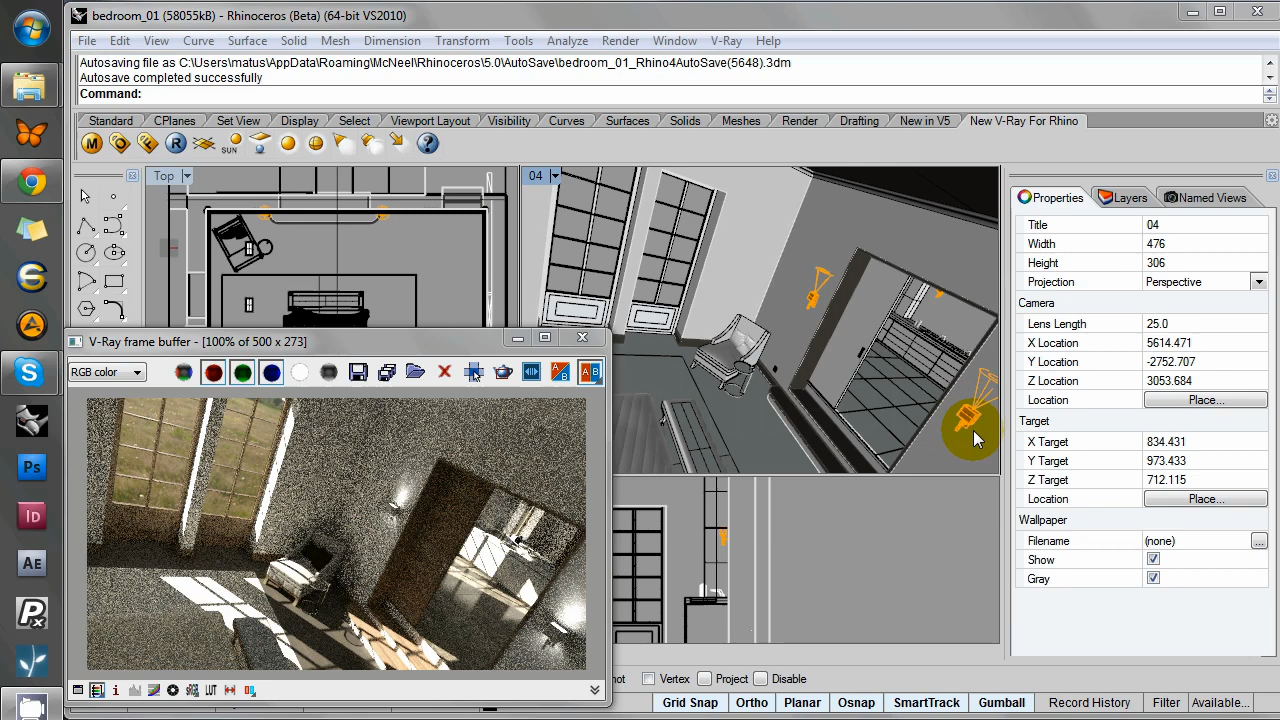 bedroom_01 (58055kB) - Rhinoceros (Beta) (64-bit VS2010)
File Edit View Curve Surface Solid Mesh Dimension Transform Tools Analyze Render Window V-Ray Help
Autosaving file as C:\Users\matus\AppData\Roaming\McNeel\Rhinoceros\5.0\AutoSave\bedroom_01_Rhino4AutoSave(5648).3dm
Autosave completed successfully
Command:
Standard CPlanes Set View Display Select Viewport Layout Visibility Curves Surfaces Solids Meshes Render Drafting New in V5 New V-Ray For Rhino
M O F R SUN ?
Top 04
Properties Layers Named Views
Title 04
Width 476
Height 306
Projection Perspective
Camera
Lens Length 25.0
X Location 5614.471
Y Location -2752.707
Z Location 3053.684
Location Place...
Target
X Target 834.431
Y Target 973.433
Z Target 712.115
Location Place...
Wallpaper
Filename (none) ...
Show
Gray
V-Ray frame buffer - [100% of 500 x 273]
RGB color
LUT
Ps
Id
Ae
not Vertex Project Disable
Grid Snap Ortho Planar Osnap SmartTrack Gumball Record History Filter Available...